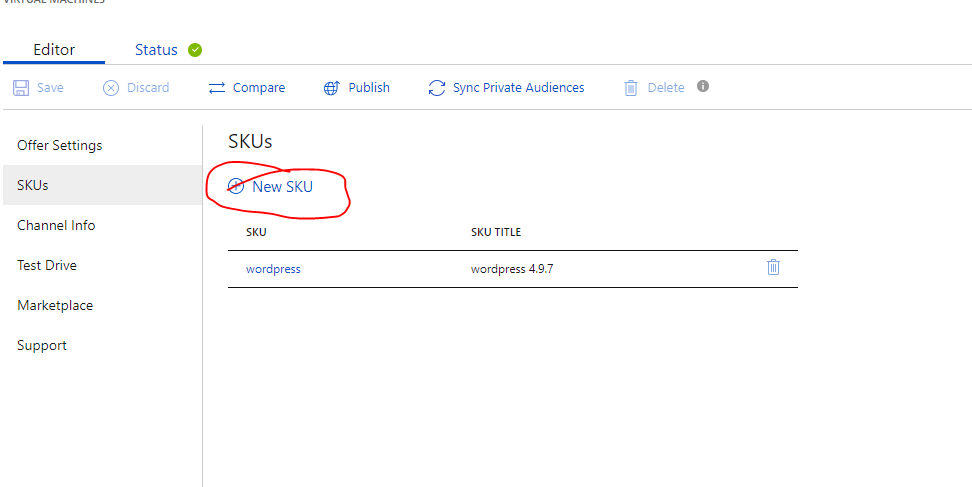 VIRTUAL MACHINES
Editor Status
Save Discard Compare Publish Sync Private Audiences Delete
Offer Settings
SKUs
Channel Info
Test Drive
Marketplace
Support
SKUs
New SKU
SKU SKU TITLE
wordpress wordpress 4.9.7